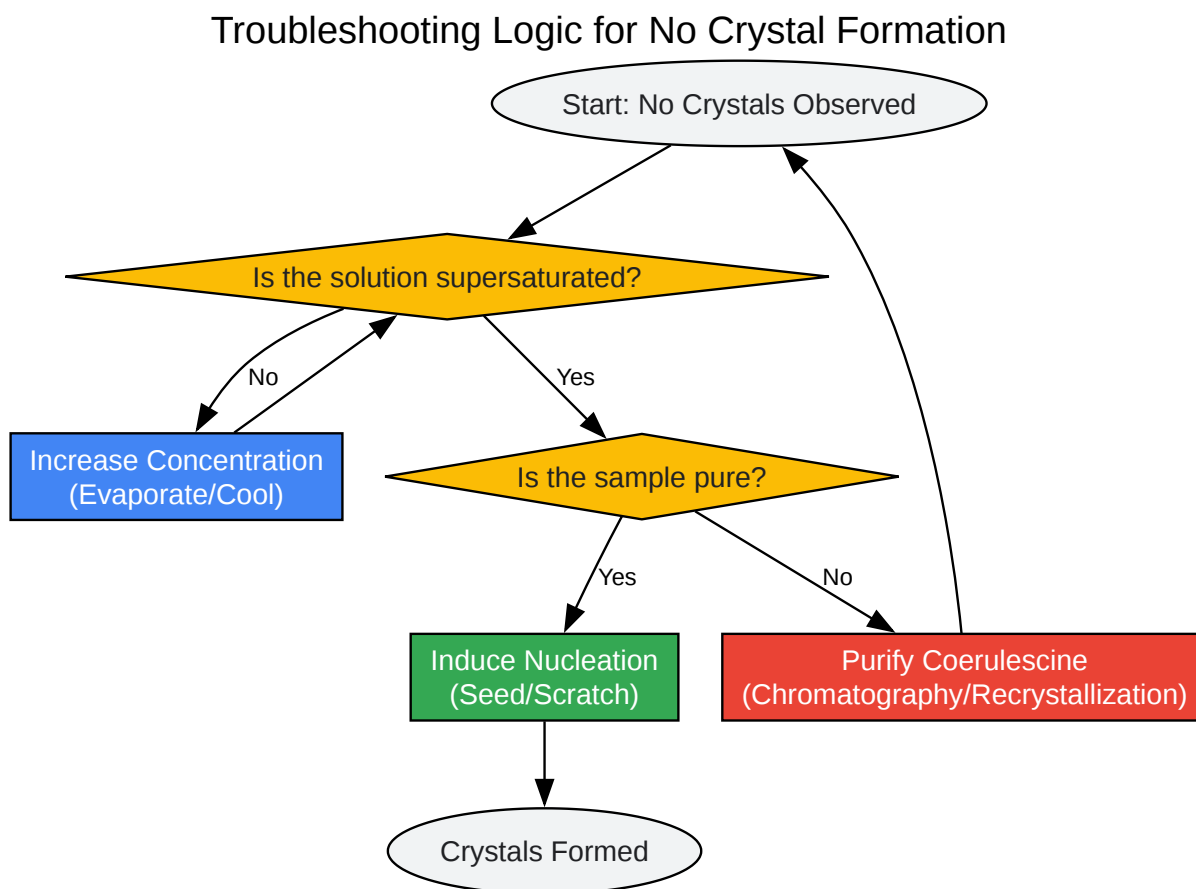 Troubleshooting Logic for No Crystal Formation
Start: No Crystals Observed
Is the solution supersaturated?
No
Yes
Increase Concentration
(Evaporate/Cool)
Is the sample pure?
Yes
No
Induce Nucleation
(Seed/Scratch)
Purify Coerulescine
(Chromatography/Recrystallization)
Crystals Formed